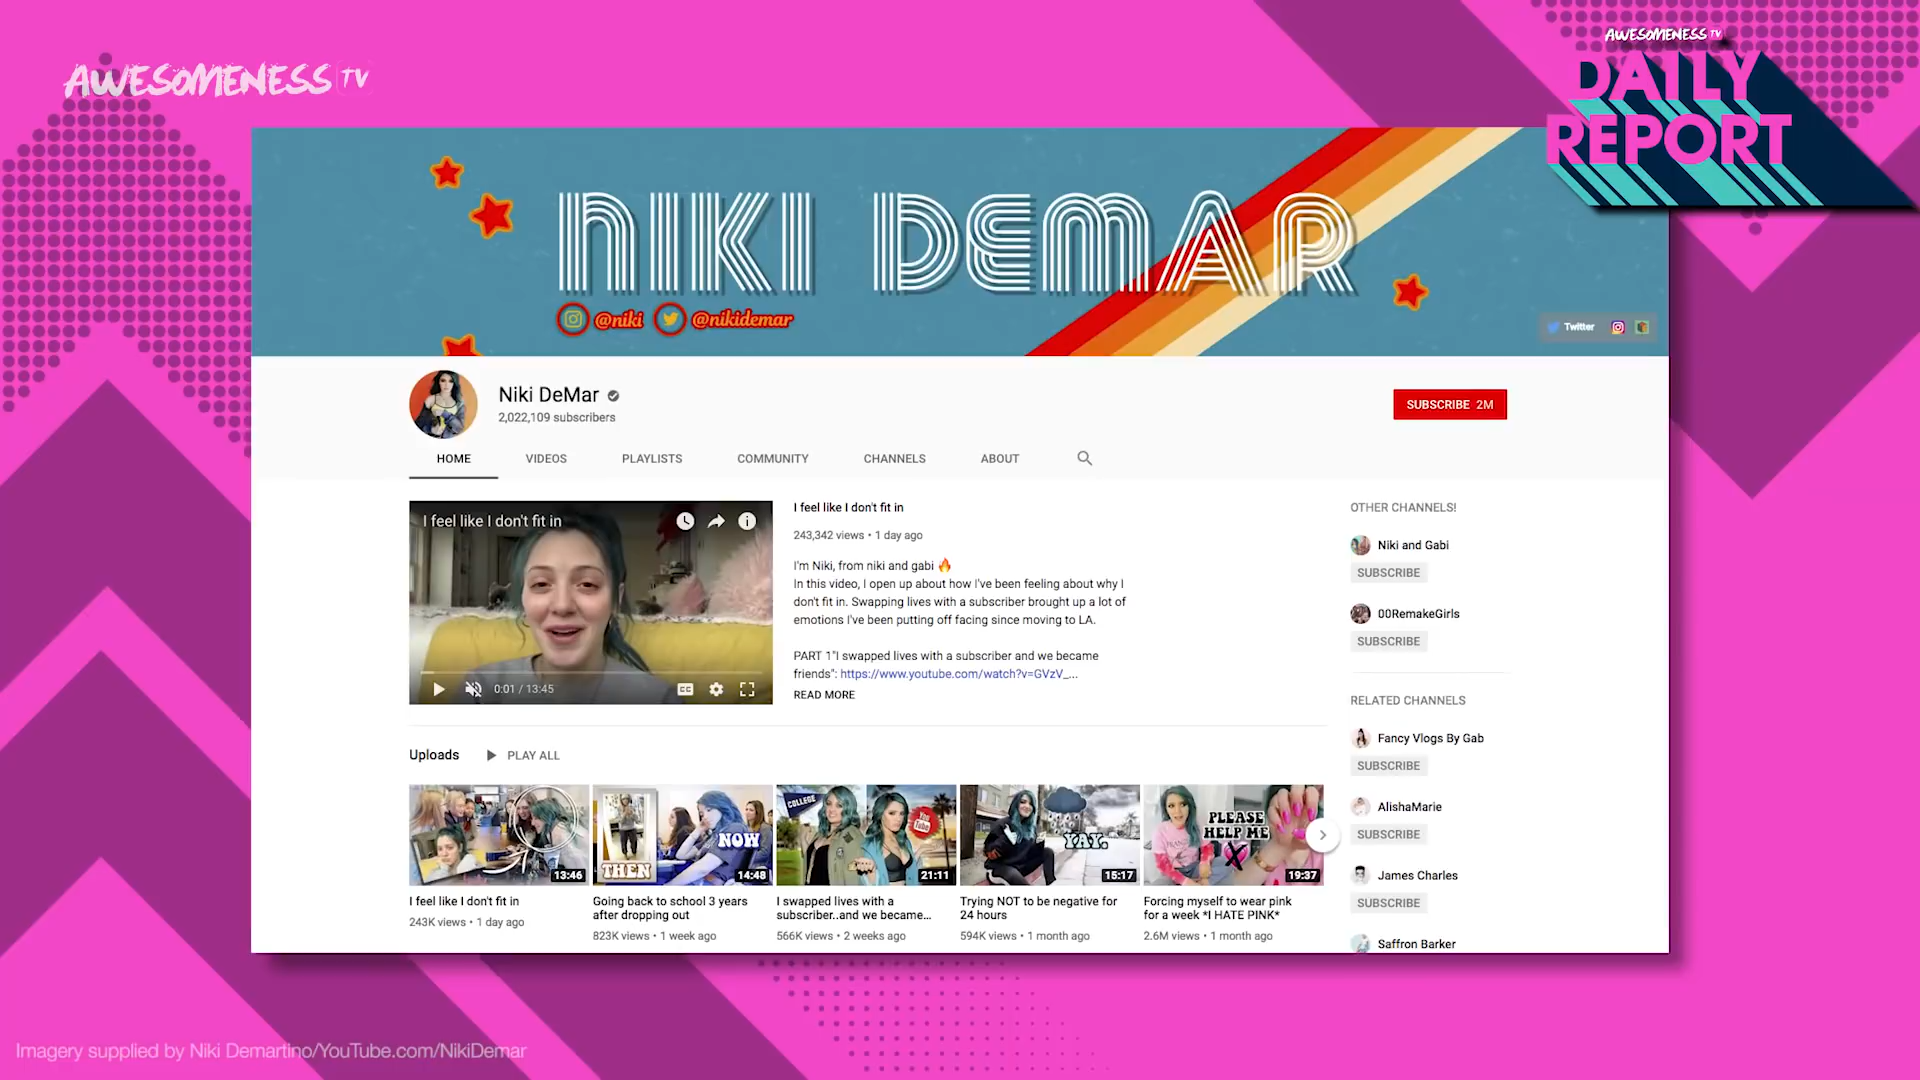 AWESOMENESS TV
AWESOMENESS TV
DAILY
REPORT
NIKI DEMAR
@niki @nikidemar
Twitter
Niki DeMar
2,022,109 subscribers
SUBSCRIBE 2M
HOME VIDEOS PLAYLISTS COMMUNITY CHANNELS ABOUT
I feel like I don't fit in
0:01 / 13:45
I feel like I don't fit in
243,342 views • 1 day ago
I'm Niki, from niki and gabi 🔥
In this video, I open up about how I've been feeling about why I
don't fit in. Swapping lives with a subscriber brought up a lot of
emotions I've been putting off facing since moving to LA.
PART 1"I swapped lives with a subscriber and we became
friends": https://www.youtube.com/watch?v=GVzV_...
READ MORE
OTHER CHANNELS!
Niki and Gabi
SUBSCRIBE
00RemakeGirls
SUBSCRIBE
RELATED CHANNELS
Fancy Vlogs By Gab
SUBSCRIBE
AlishaMarie
SUBSCRIBE
James Charles
SUBSCRIBE
Saffron Barker
Uploads PLAY ALL
13:46
THEN
NOW
14:48
COLLEGE
You
Tube
21:11
YAY.
15:17
PLEASE
HELP ME
19:37
I feel like I don't fit in
243K views • 1 day ago
Going back to school 3 years
after dropping out
823K views • 1 week ago
I swapped lives with a
subscriber..and we became...
566K views • 2 weeks ago
Trying NOT to be negative for
24 hours
594K views • 1 month ago
Forcing myself to wear pink
for a week *I HATE PINK*
2.6M views • 1 month ago
Imagery supplied by Niki Demartino/YouTube.com/NikiDemar